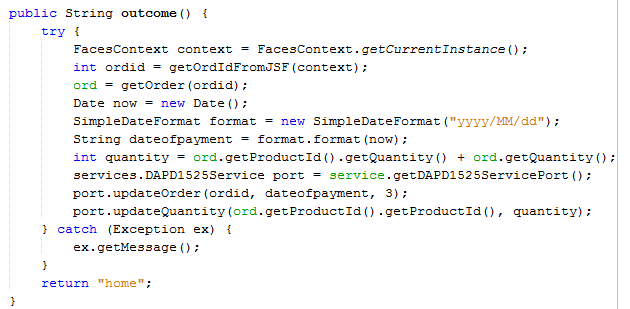 public String outcome() {
    try {
        FacesContext context = FacesContext.getCurrentInstance();
        int ordid = getOrdIdFromJSF(context);
        ord = getOrder(ordid);
        Date now = new Date();
        SimpleDateFormat format = new SimpleDateFormat("yyyy/MM/dd");
        String dateofpayment = format.format(now);
        int quantity = ord.getProductId().getQuantity() + ord.getQuantity();
        services.DAPD1525Service port = service.getDAPD1525ServicePort();
        port.updateOrder(ordid, dateofpayment, 3);
        port.updateQuantity(ord.getProductId().getProductId(), quantity);
    } catch (Exception ex) {
        ex.getMessage();
    }
    return "home";
}